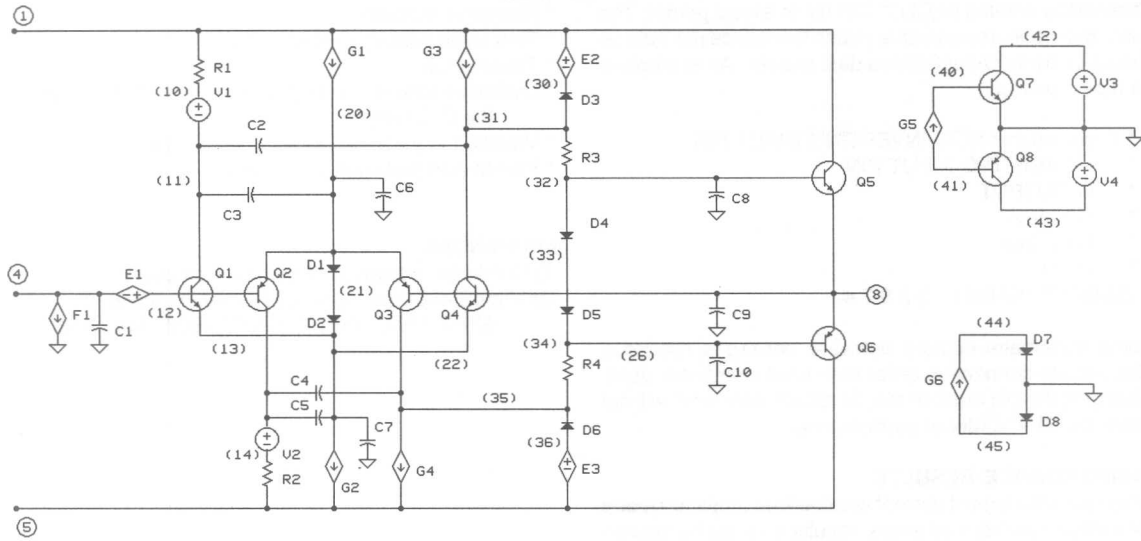 1
G1
G3
E2
(42)
R1
(30)
(40)
Q7
V3
(10)
V1
D3
(20)
(31)
G5
C2
R3
Q8
(11)
(32)
V4
C6
C8
Q5
(41)
C3
(43)
D4
(33)
4
E1
Q1
Q2
D1
(21)
8
F1
(12)
Q3
Q4
D5
C9
C1
D2
(44)
D7
(13)
(22)
(34)
(26)
Q6
R4
C10
G6
C4
(35)
C5
C7
D6
D8
V2
(36)
(45)
(14)
R2
G2
G4
E3
5